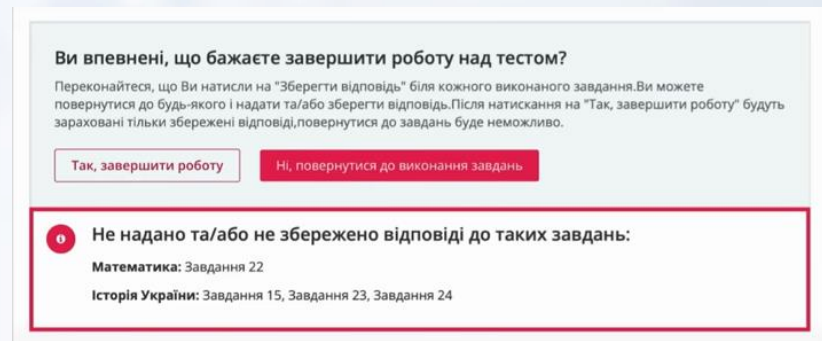 Ви впевнені, що бажаєте завершити роботу над тестом?
Переконайтеся, що Ви натисли на "Зберегти відповідь" біля кожного виконаного завдання.Ви можете
повернутися до будь-якого і надати та/або зберегти відповідь.Після натискання на "Так, завершити роботу" будуть
зараховані тільки збережені відповіді,повернутися до завдань буде неможливо.
Так, завершити роботу
Ні, повернутися до виконання завдань
Не надано та/або не збережено відповіді до таких завдань:
Математика: Завдання 22
Історія України: Завдання 15, Завдання 23, Завдання 24